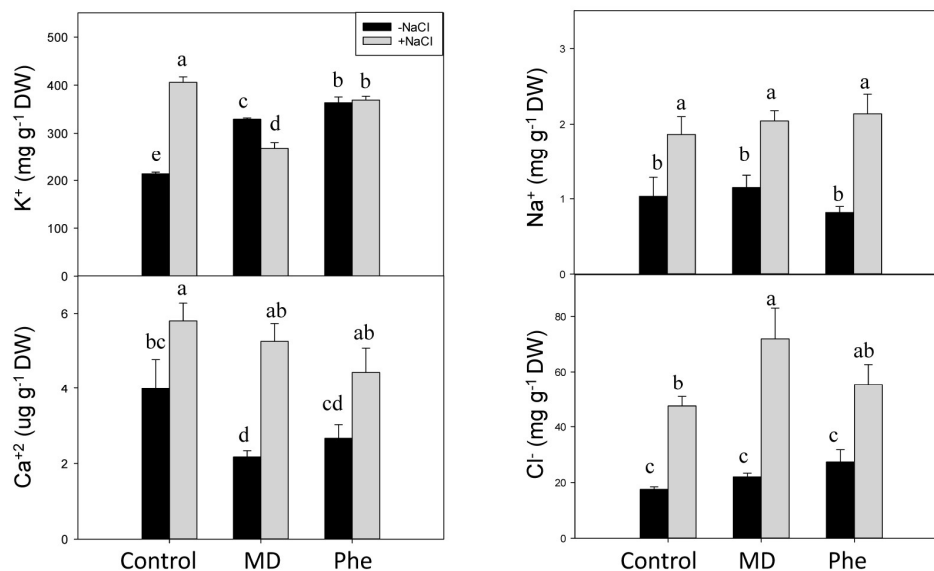 -NaCl
+NaCl
K⁺ (mg g⁻¹ DW)
500
400
300
200
100
0
e
a
c
d
b
b
Na⁺ (mg g⁻¹ DW)
3
2
1
0
b
a
b
a
b
a
Ca⁺² (ug g⁻¹ DW)
6
4
2
0
bc
a
d
ab
cd
ab
Control MD Phe
Cl⁻ (mg g⁻¹ DW)
80
60
40
20
0
c
b
c
a
c
ab
Control MD Phe